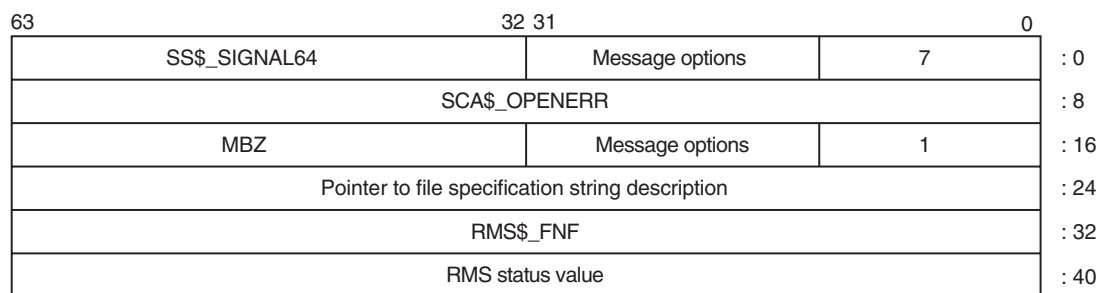 63 32 31 0
SS$_SIGNAL64 Message options 7 : 0
SCA$_OPENERR : 8
MBZ Message options 1 : 16
Pointer to file specification string description : 24
RMS$_FNF : 32
RMS status value : 40